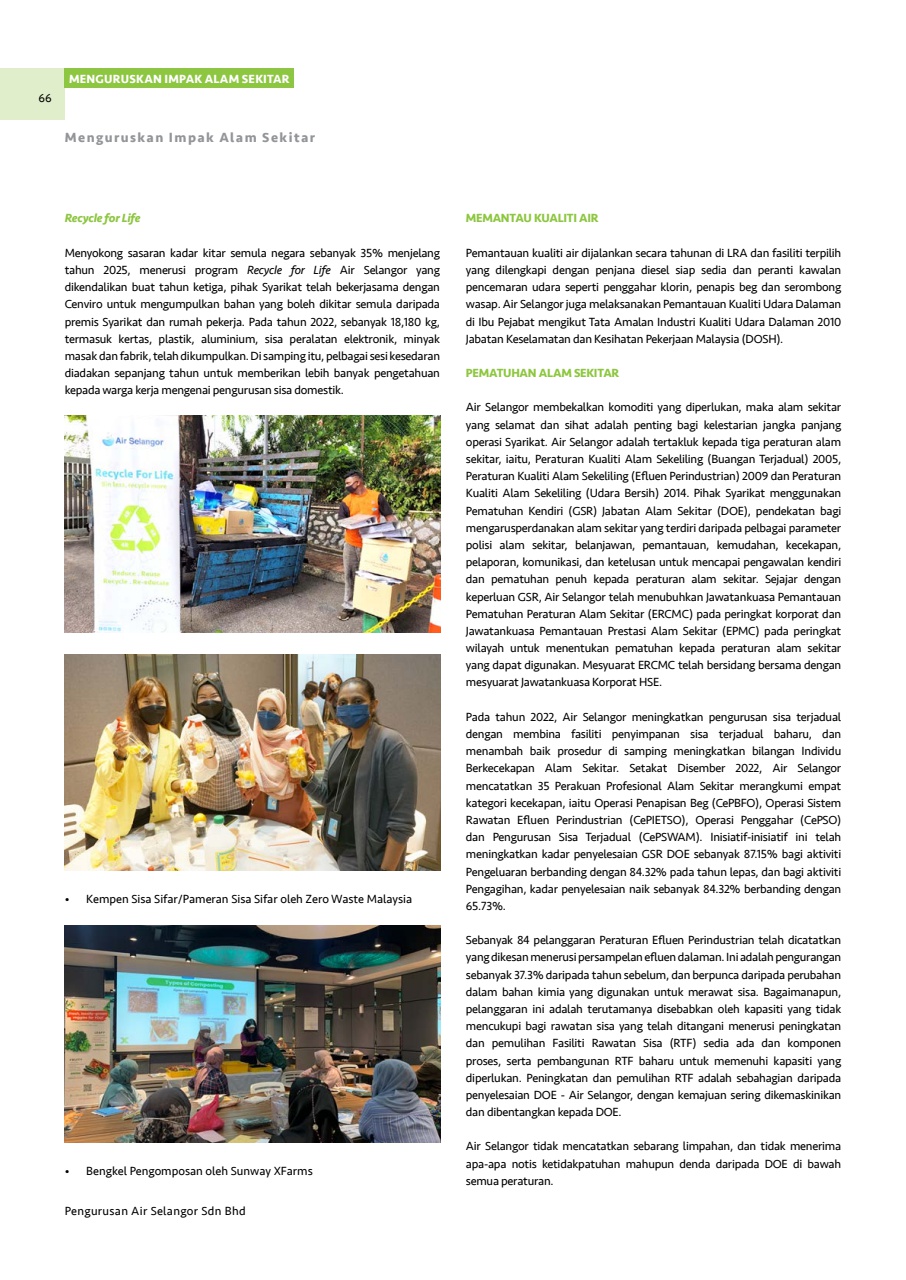 MENGURUSKAN IMPAK ALAM SEKITAR
66
Menguruskan Impak Alam Sekitar
Recycle for Life
Menyokong sasaran kadar kitar semula negara sebanyak 35% menjelang
tahun 2025, menerusi program Recycle for Life Air Selangor yang
dikendalikan buat tahun ketiga, pihak Syarikat telah bekerjasama dengan
Cenviro untuk mengumpulkan bahan yang boleh dikitar semula daripada
premis Syarikat dan rumah pekerja. Pada tahun 2022, sebanyak 18,180 kg,
termasuk kertas, plastik, aluminium, sisa peralatan elektronik, minyak
masak dan fabrik, telah dikumpulkan. Di samping itu, pelbagai sesi kesedaran
diadakan sepanjang tahun untuk memberikan lebih banyak pengetahuan
kepada warga kerja mengenai pengurusan sisa domestik.
Air Selangor
Recycle For Life
Reduce . Reuse
Recycle . Re-educate
• Kempen Sisa Sifar/Pameran Sisa Sifar oleh Zero Waste Malaysia
Types of Composting
• Bengkel Pengomposan oleh Sunway XFarms
MEMANTAU KUALITI AIR
Pemantauan kualiti air dijalankan secara tahunan di LRA dan fasiliti terpilih
yang dilengkapi dengan penjana diesel siap sedia dan peranti kawalan
pencemaran udara seperti penggahar klorin, penapis beg dan serombong
wasap. Air Selangor juga melaksanakan Pemantauan Kualiti Udara Dalaman
di Ibu Pejabat mengikut Tata Amalan Industri Kualiti Udara Dalaman 2010
Jabatan Keselamatan dan Kesihatan Pekerjaan Malaysia (DOSH).
PEMATUHAN ALAM SEKITAR
Air Selangor membekalkan komoditi yang diperlukan, maka alam sekitar
yang selamat dan sihat adalah penting bagi kelestarian jangka panjang
operasi Syarikat. Air Selangor adalah tertakluk kepada tiga peraturan alam
sekitar, iaitu, Peraturan Kualiti Alam Sekeliling (Buangan Terjadual) 2005,
Peraturan Kualiti Alam Sekeliling (Efluen Perindustrian) 2009 dan Peraturan
Kualiti Alam Sekeliling (Udara Bersih) 2014. Pihak Syarikat menggunakan
Pematuhan Kendiri (GSR) Jabatan Alam Sekitar (DOE), pendekatan bagi
mengarusperdanakan alam sekitar yang terdiri daripada pelbagai parameter
polisi alam sekitar, belanjawan, pemantauan, kemudahan, kecekapan,
pelaporan, komunikasi, dan ketelusan untuk mencapai pengawalan kendiri
dan pematuhan penuh kepada peraturan alam sekitar. Sejajar dengan
keperluan GSR, Air Selangor telah menubuhkan Jawatankuasa Pemantauan
Pematuhan Peraturan Alam Sekitar (ERCMC) pada peringkat korporat dan
Jawatankuasa Pemantauan Prestasi Alam Sekitar (EPMC) pada peringkat
wilayah untuk menentukan pematuhan kepada peraturan alam sekitar
yang dapat digunakan. Mesyuarat ERCMC telah bersidang bersama dengan
mesyuarat Jawatankuasa Korporat HSE.
Pada tahun 2022, Air Selangor meningkatkan pengurusan sisa terjadual
dengan membina fasiliti penyimpanan sisa terjadual baharu, dan
menambah baik prosedur di samping meningkatkan bilangan Individu
Berkecekapan Alam Sekitar. Setakat Disember 2022, Air Selangor
mencatatkan 35 Perakuan Profesional Alam Sekitar merangkumi empat
kategori kecekapan, iaitu Operasi Penapisan Beg (CePBFO), Operasi Sistem
Rawatan Efluen Perindustrian (CePIETSO), Operasi Penggahar (CePSO)
dan Pengurusan Sisa Terjadual (CePSWAM). Inisiatif-inisiatif ini telah
meningkatkan kadar penyelesaian GSR DOE sebanyak 87.15% bagi aktiviti
Pengeluaran berbanding dengan 84.32% pada tahun lepas, dan bagi aktiviti
Pengagihan, kadar penyelesaian naik sebanyak 84.32% berbanding dengan
65.73%.
Sebanyak 84 pelanggaran Peraturan Efluen Perindustrian telah dicatatkan
yang dikesan menerusi persampelan efluen dalaman. Ini adalah pengurangan
sebanyak 37.3% daripada tahun sebelum, dan berpunca daripada perubahan
dalam bahan kimia yang digunakan untuk merawat sisa. Bagaimanapun,
pelanggaran ini adalah terutamanya disebabkan oleh kapasiti yang tidak
mencukupi bagi rawatan sisa yang telah ditangani menerusi peningkatan
dan pemulihan Fasiliti Rawatan Sisa (RTF) sedia ada dan komponen
proses, serta pembangunan RTF baharu untuk memenuhi kapasiti yang
diperlukan. Peningkatan dan pemulihan RTF adalah sebahagian daripada
penyelesaian DOE - Air Selangor, dengan kemajuan sering dikemaskinikan
dan dibentangkan kepada DOE.
Air Selangor tidak mencatatkan sebarang limpahan, dan tidak menerima
apa-apa notis ketidakpatuhan mahupun denda daripada DOE di bawah
semua peraturan.
Pengurusan Air Selangor Sdn Bhd